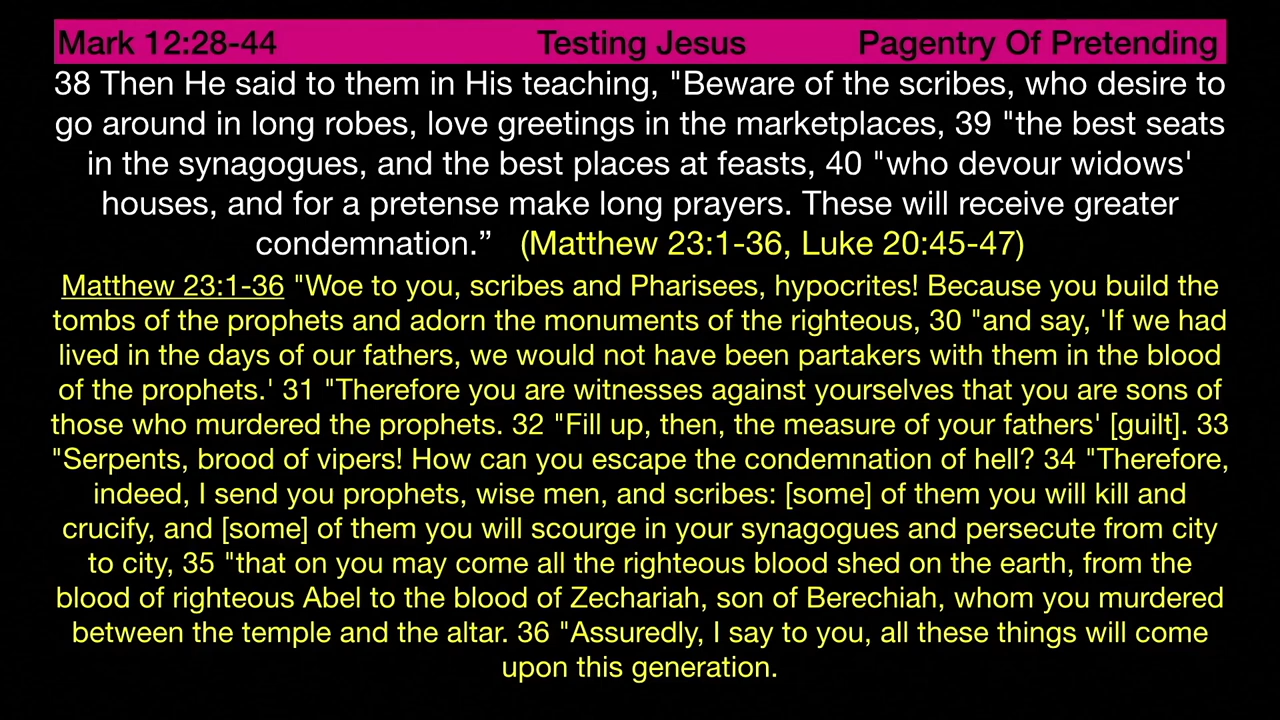 Mark 12:28-44 Testing Jesus Pagentry Of Pretending
38 Then He said to them in His teaching, "Beware of the scribes, who desire to
go around in long robes, love greetings in the marketplaces, 39 "the best seats
in the synagogues, and the best places at feasts, 40 "who devour widows'
houses, and for a pretense make long prayers. These will receive greater
condemnation.” (Matthew 23:1-36, Luke 20:45-47)
Matthew 23:1-36 "Woe to you, scribes and Pharisees, hypocrites! Because you build the
tombs of the prophets and adorn the monuments of the righteous, 30 "and say, 'If we had
lived in the days of our fathers, we would not have been partakers with them in the blood
of the prophets.' 31 "Therefore you are witnesses against yourselves that you are sons of
those who murdered the prophets. 32 "Fill up, then, the measure of your fathers' [guilt]. 33
"Serpents, brood of vipers! How can you escape the condemnation of hell? 34 "Therefore,
indeed, I send you prophets, wise men, and scribes: [some] of them you will kill and
crucify, and [some] of them you will scourge in your synagogues and persecute from city
to city, 35 "that on you may come all the righteous blood shed on the earth, from the
blood of righteous Abel to the blood of Zechariah, son of Berechiah, whom you murdered
between the temple and the altar. 36 "Assuredly, I say to you, all these things will come
upon this generation.